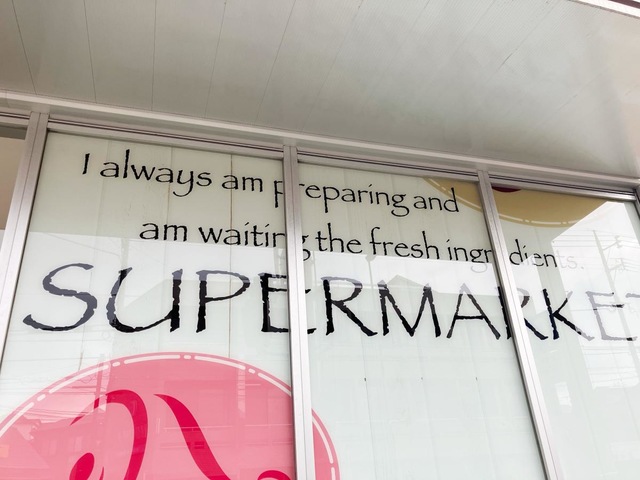 I always am preparing and
am waiting the fresh ingredients.
SUPERMARKET